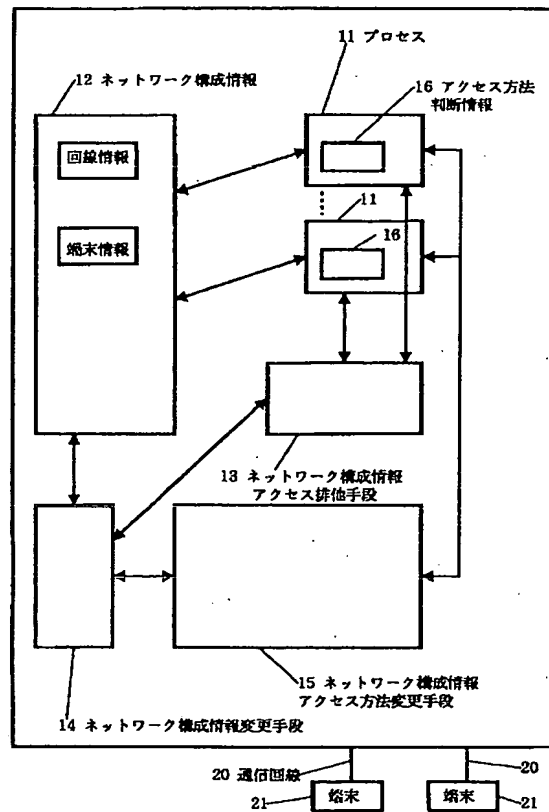 11 プロセス
12 ネットワーク構成情報
16 アクセス方法
判断情報
回線情報
端末情報
11
16
13 ネットワーク構成情報
アクセス排他手段
15 ネットワーク構成情報
アクセス方法変更手段
14 ネットワーク構成情報変更手段
20 通信回線
20
21
端末
端末
21